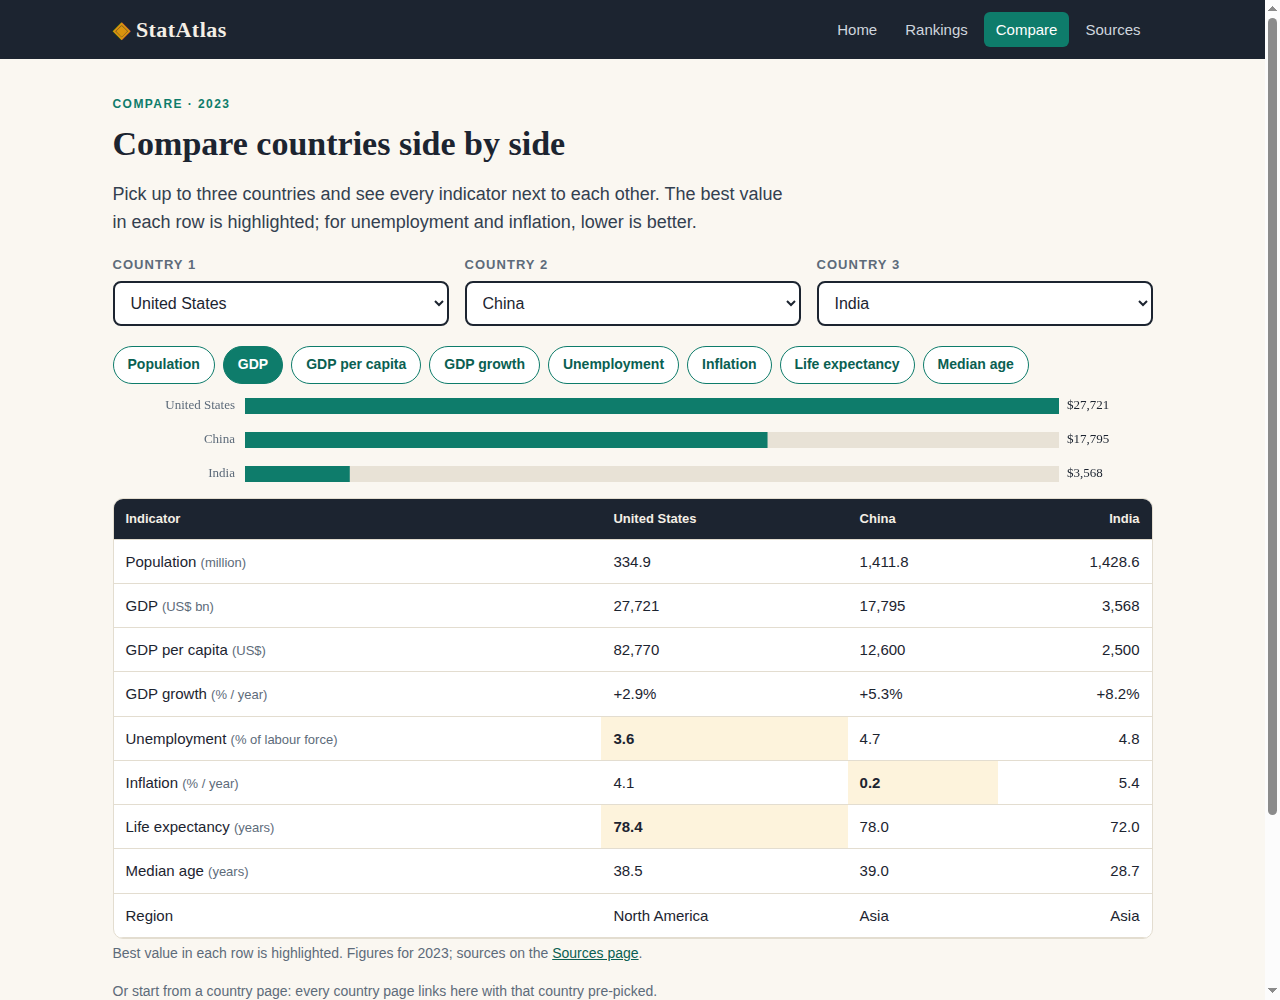 ◈ StatAtlas
Home Rankings Compare Sources
COMPARE · 2023
Compare countries side by side
Pick up to three countries and see every indicator next to each other. The best value
in each row is highlighted; for unemployment and inflation, lower is better.
COUNTRY 1 COUNTRY 2 COUNTRY 3
United States China India
Population GDP GDP per capita GDP growth Unemployment Inflation Life expectancy Median age
United States $27,721
China $17,795
India $3,568
Indicator United States China India
Population (million) 334.9 1,411.8 1,428.6
GDP (US$ bn) 27,721 17,795 3,568
GDP per capita (US$) 82,770 12,600 2,500
GDP growth (% / year) +2.9% +5.3% +8.2%
Unemployment (% of labour force) 3.6 4.7 4.8
Inflation (% / year) 4.1 0.2 5.4
Life expectancy (years) 78.4 78.0 72.0
Median age (years) 38.5 39.0 28.7
Region North America Asia Asia
Best value in each row is highlighted. Figures for 2023; sources on the Sources page.
Or start from a country page: every country page links here with that country pre-picked.